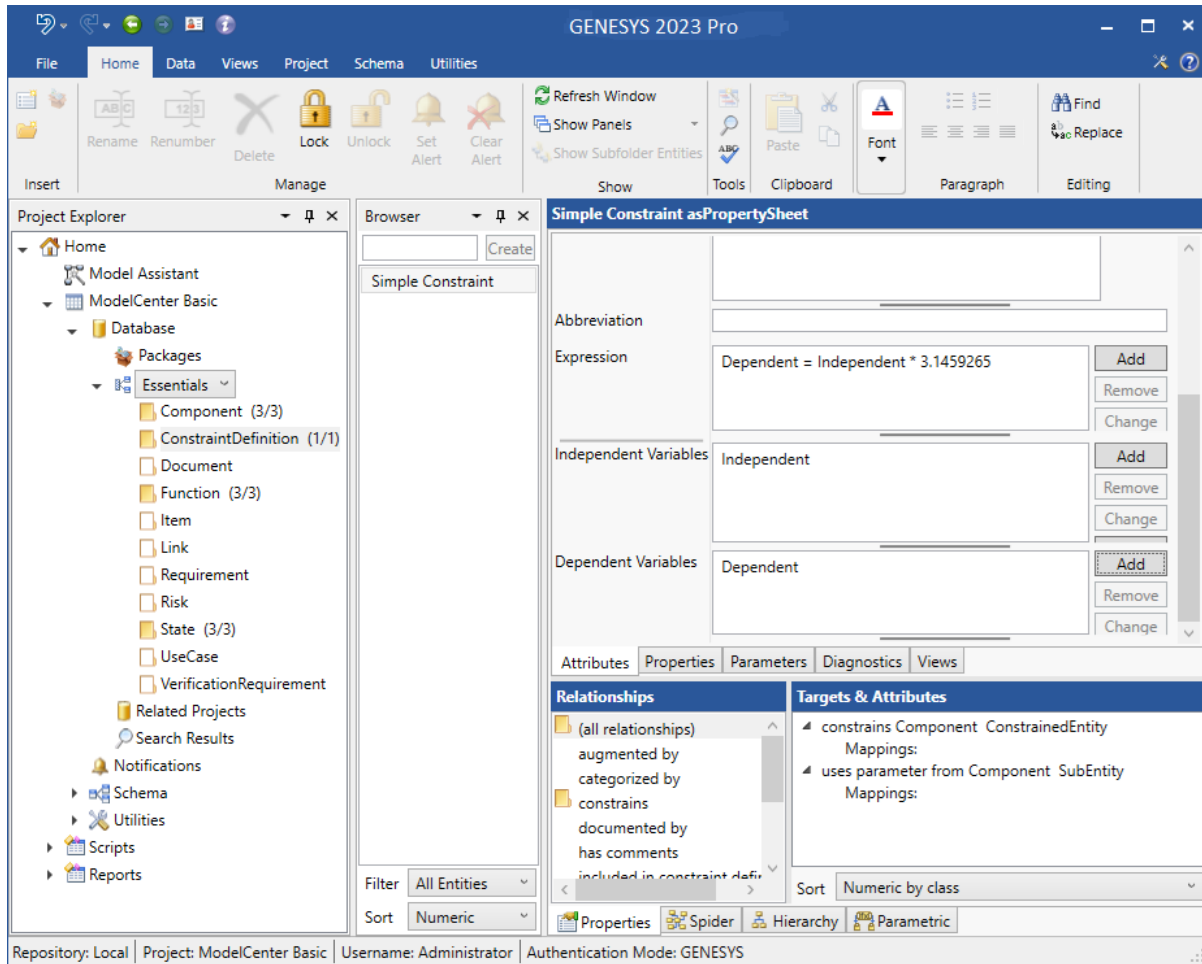 GENESYS 2023 Pro
File Home Data Views Project Schema Utilities
Rename Renumber Delete Lock Unlock Set Alert Clear Alert
Refresh Window
Show Panels
Show Subfolder Entities
Paste
Font
Find
Replace
Insert Manage Show Tools Clipboard Paragraph Editing
Project Explorer
Home
Model Assistant
ModelCenter Basic
Database
Packages
Essentials
Component (3/3)
ConstraintDefinition (1/1)
Document
Function (3/3)
Item
Link
Requirement
Risk
State (3/3)
UseCase
VerificationRequirement
Related Projects
Search Results
Notifications
Schema
Utilities
Scripts
Reports
Browser
Create
Simple Constraint
Filter All Entities
Sort Numeric
Simple Constraint asPropertySheet
Abbreviation
Expression
Dependent = Independent * 3.1459265
Add
Remove
Change
Independent Variables
Independent
Add
Remove
Change
Dependent Variables
Dependent
Add
Remove
Change
Attributes Properties Parameters Diagnostics Views
Relationships
(all relationships)
augmented by
categorized by
constrains
documented by
has comments
included in constraint defir
Targets & Attributes
constrains Component ConstrainedEntity
Mappings:
uses parameter from Component SubEntity
Mappings:
Sort Numeric by class
Properties Spider Hierarchy Parametric
Repository: Local Project: ModelCenter Basic Username: Administrator Authentication Mode: GENESYS